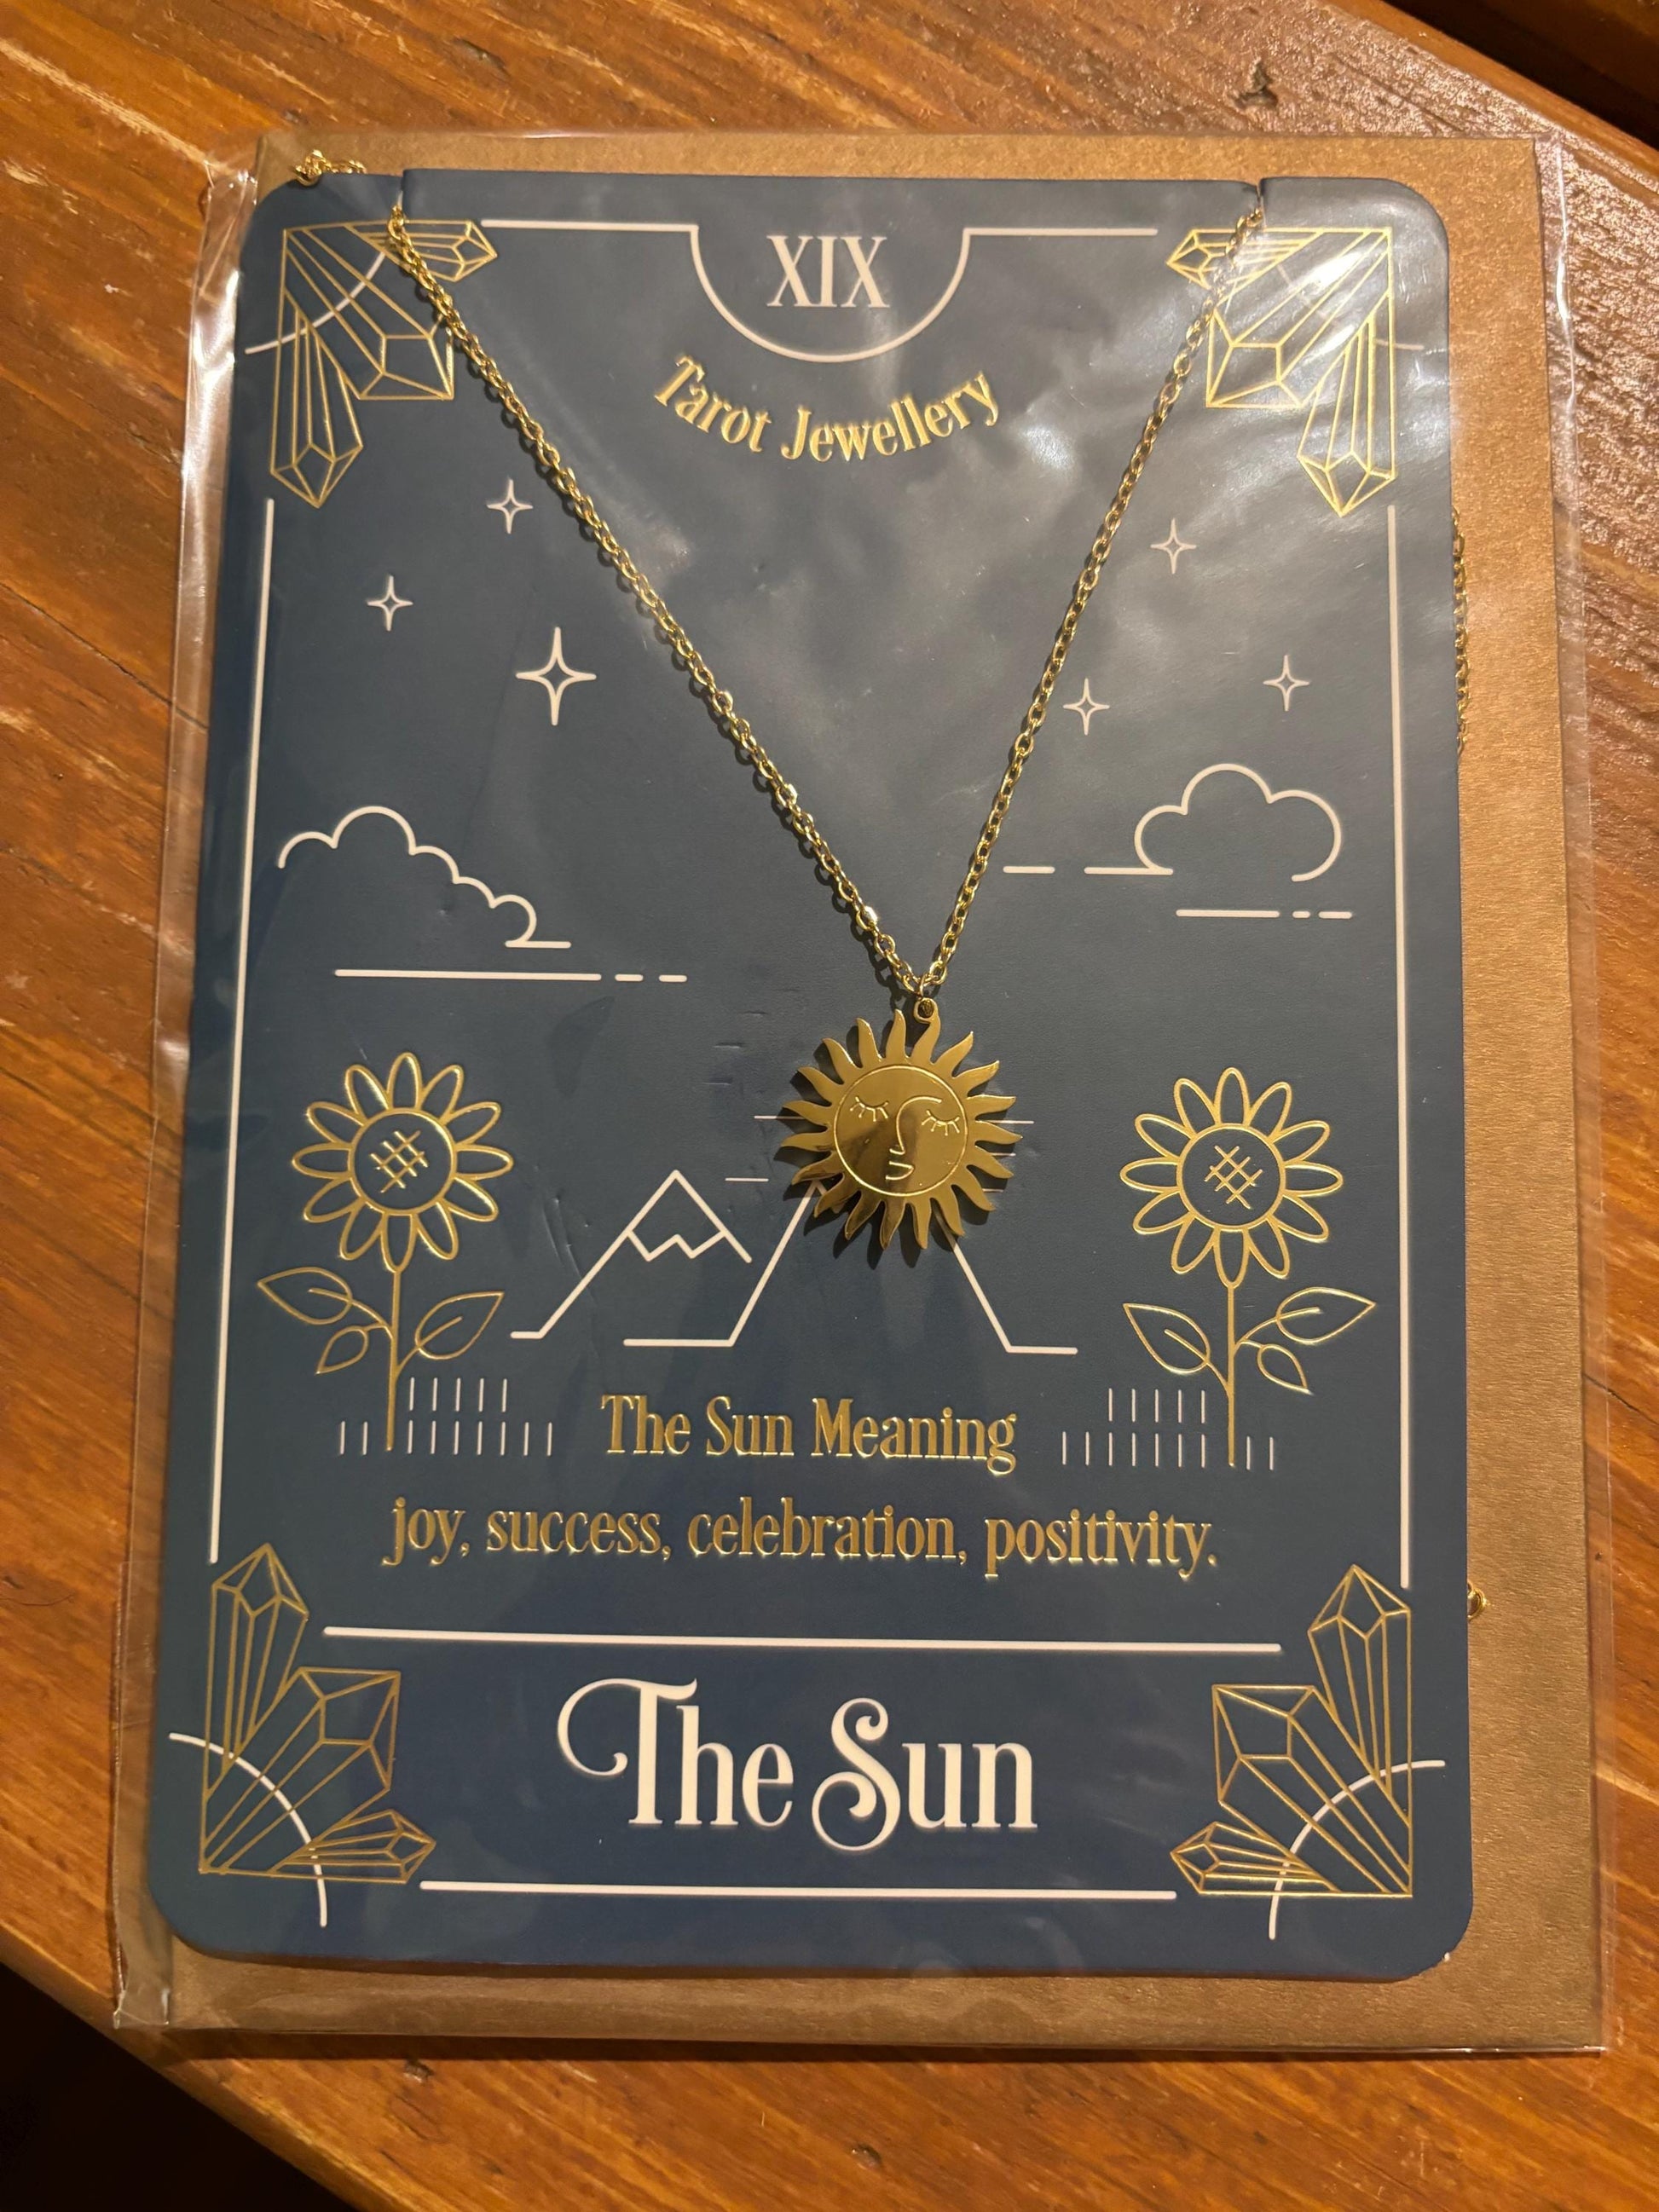 XIX
Tarot Jewellery
The Sun Meaning
joy, success, celebration, positivity.
The Sun